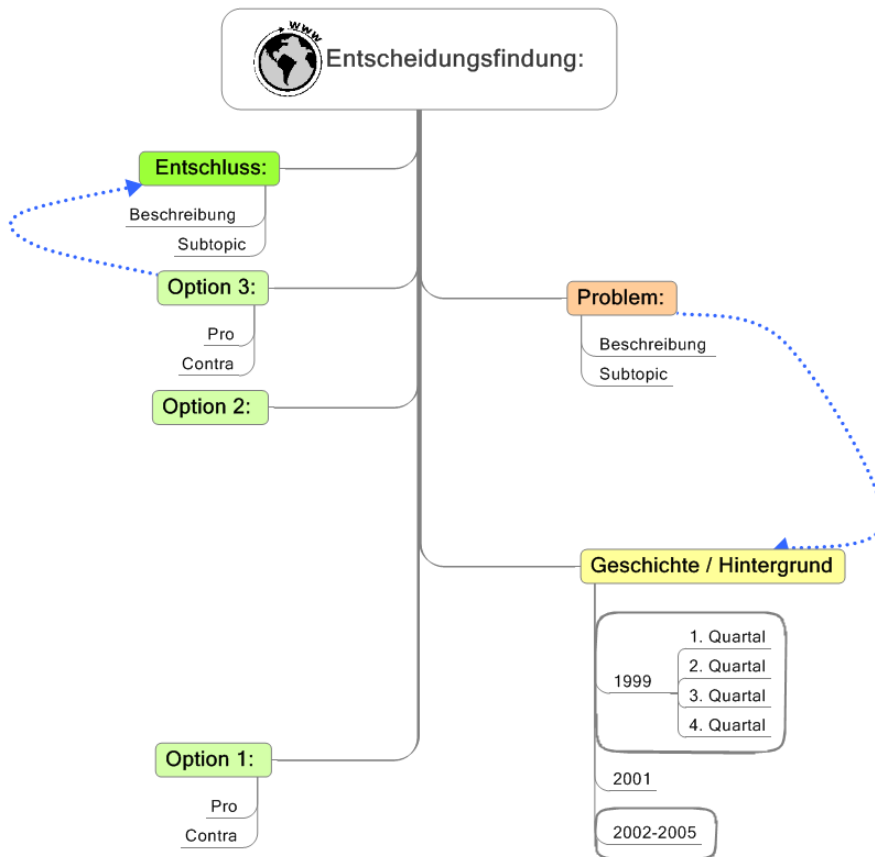 WWW
Entscheidungsfindung:
Entschluss:
Beschreibung
Subtopic
Option 3:
Pro
Contra
Option 2:
Option 1:
Pro
Contra
Problem:
Beschreibung
Subtopic
Geschichte / Hintergrund
1999
1. Quartal
2. Quartal
3. Quartal
4. Quartal
2001
2002-2005